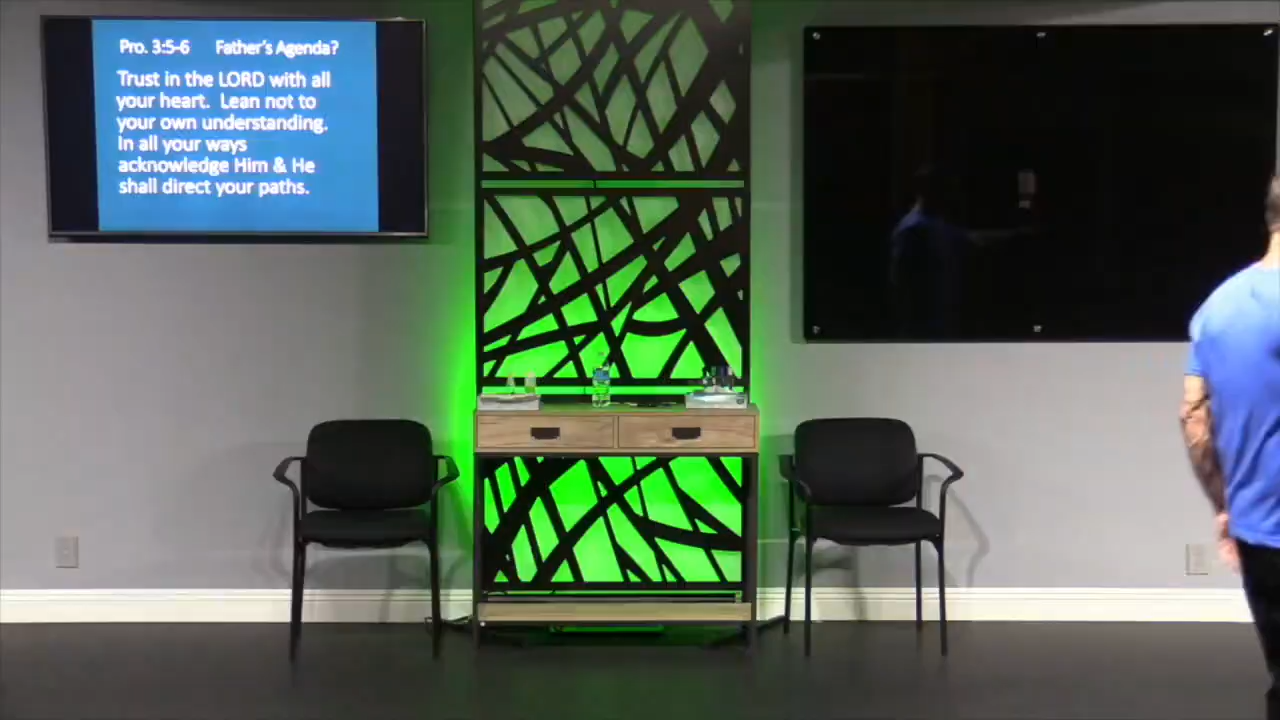 Pro. 3:5-6 Father's Agenda?
Trust in the LORD with all
your heart. Lean not to
your own understanding.
In all your ways
acknowledge Him & He
shall direct your paths.